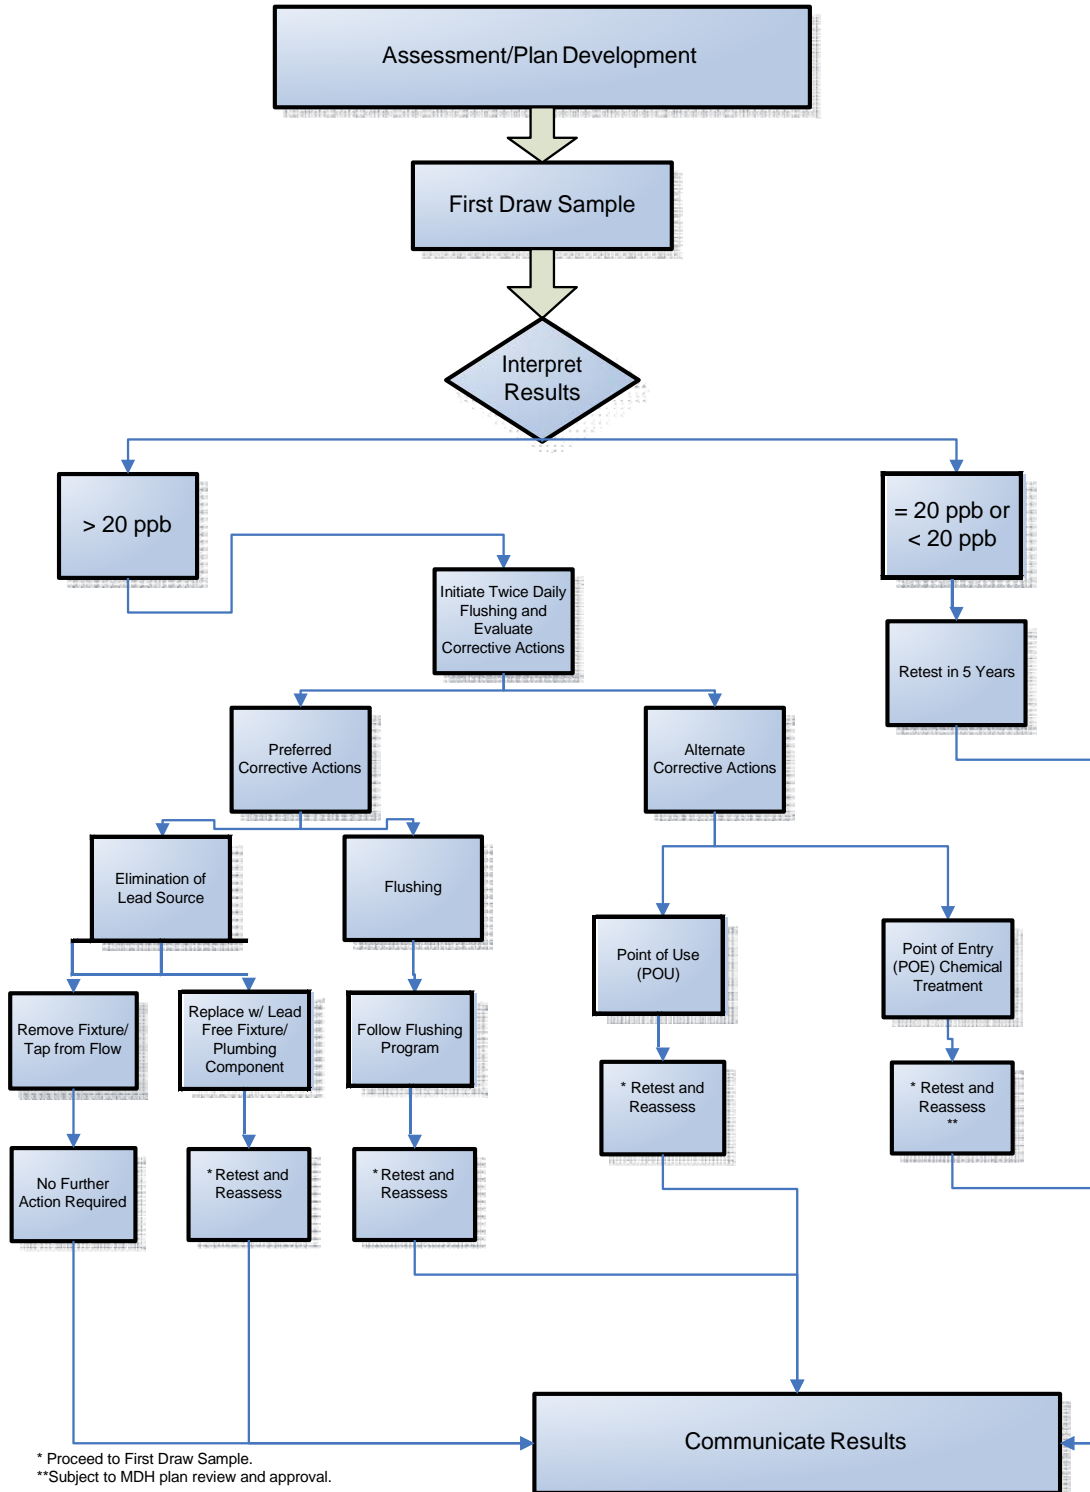 Assessment/Plan Development
First Draw Sample
Interpret
Results
> 20 ppb
= 20 ppb or
< 20 ppb
Initiate Twice Daily
Flushing and
Evaluate
Corrective Actions
Retest in 5 Years
Preferred
Corrective Actions
Alternate
Corrective Actions
Elimination of
Lead Source
Flushing
Point of Use
(POU)
Point of Entry
(POE) Chemical
Treatment
Remove Fixture/
Tap from Flow
Replace w/ Lead
Free Fixture/
Plumbing
Component
Follow Flushing
Program
* Retest and
Reassess
* Retest and
Reassess
**
No Further
Action Required
* Retest and
Reassess
* Retest and
Reassess
Communicate Results
* Proceed to First Draw Sample.
**Subject to MDH plan review and approval.